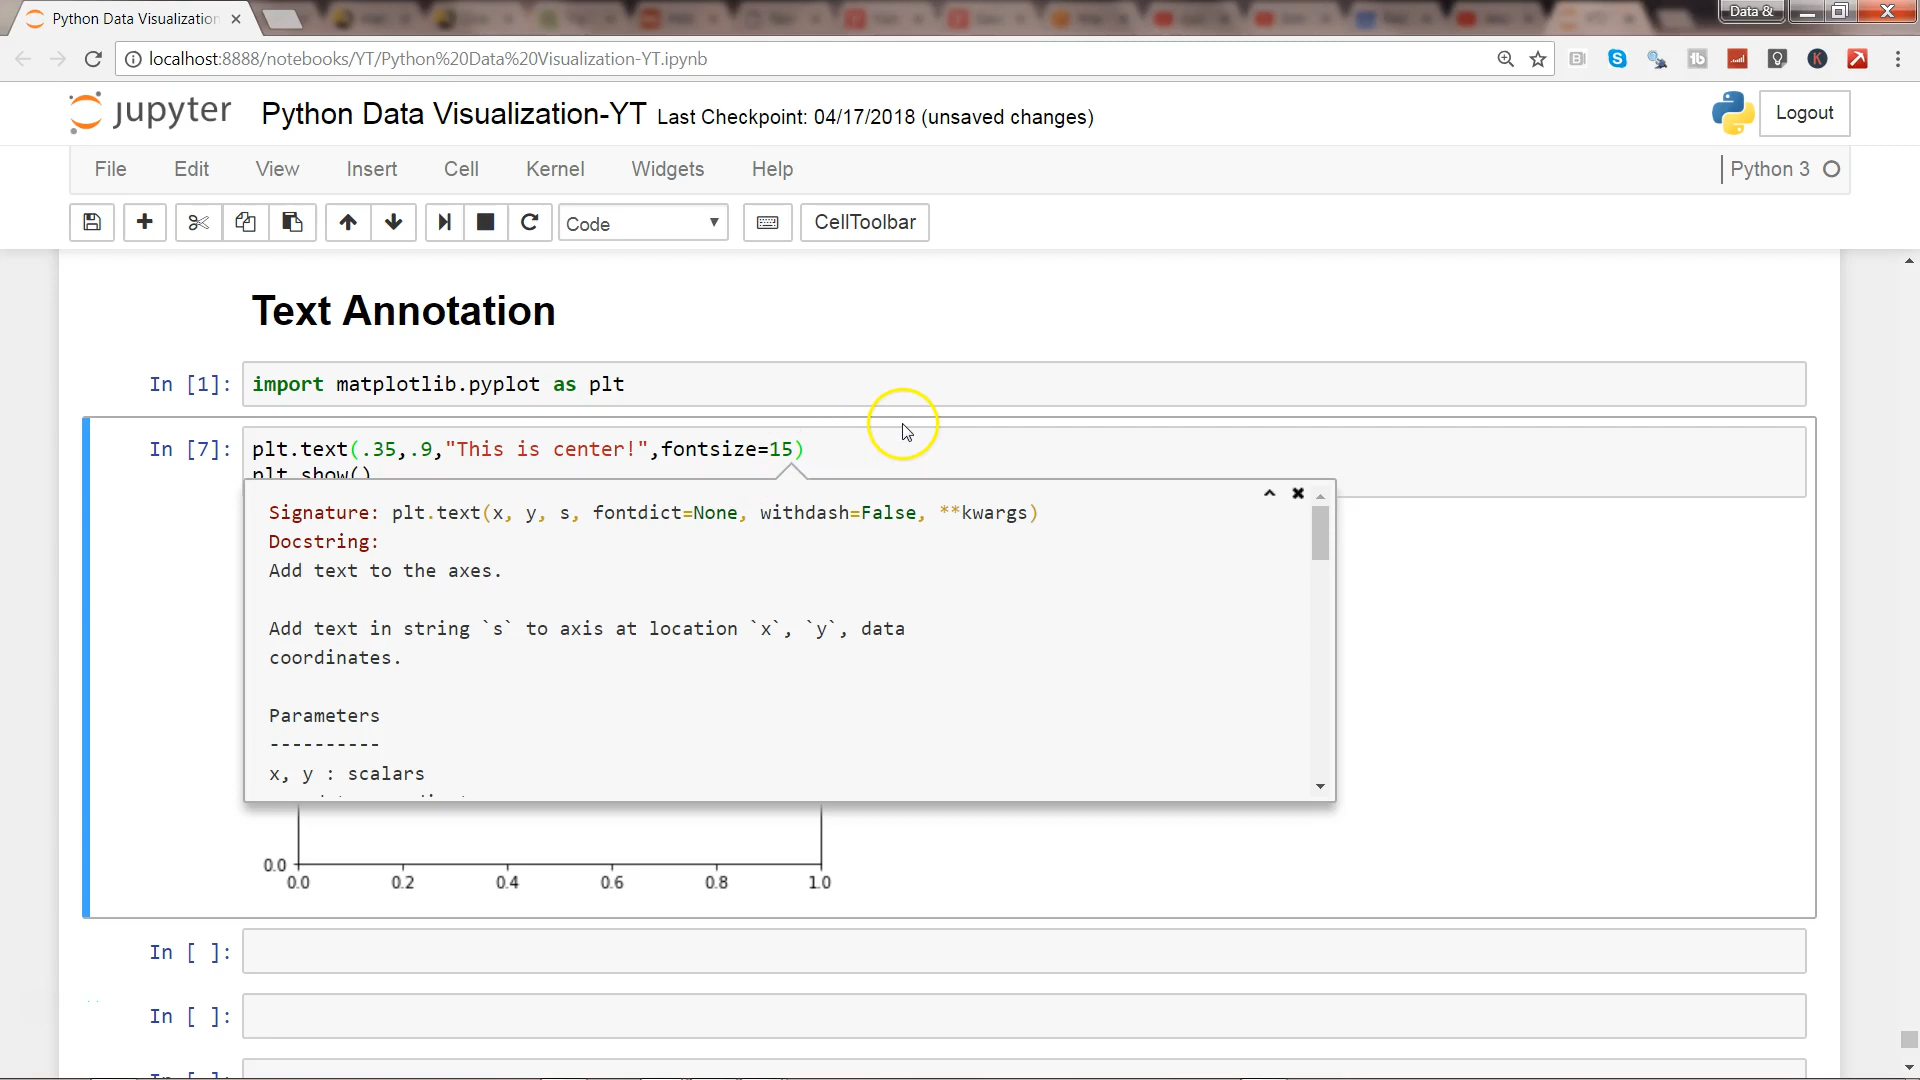 Python Data Visualization
Data &
localhost:8888/notebooks/YT/Python%20Data%20Visualization-YT.ipynb
jupyter Python Data Visualization-YT Last Checkpoint: 04/17/2018 (unsaved changes)
Logout
File Edit View Insert Cell Kernel Widgets Help
Python 3
Code
CellToolbar
Text Annotation
In [1]: import matplotlib.pyplot as plt
In [7]: plt.text(.35,.9,"This is center!",fontsize=15)
plt.show()
Signature: plt.text(x, y, s, fontdict=None, withdash=False, **kwargs)
Docstring:
Add text to the axes.
Add text in string `s` to axis at location `x`, `y`, data
coordinates.
Parameters
----------
x, y : scalars
0.0
0.0 0.2 0.4 0.6 0.8 1.0
In [ ]:
In [ ]: